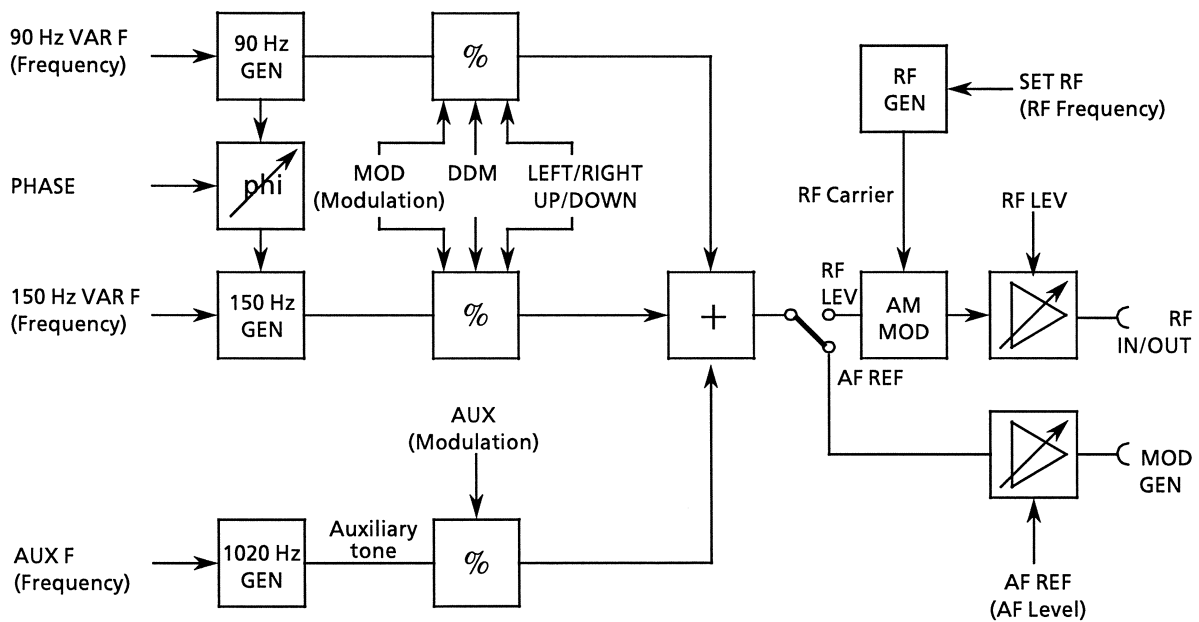 90 Hz VAR F
(Frequency)
90 Hz
GEN
%
RF
GEN
SET RF
(RF Frequency)
PHASE
phi
MOD
(Modulation)
DDM
LEFT/RIGHT
UP/DOWN
RF Carrier
RF LEV
150 Hz VAR F
(Frequency)
150 Hz
GEN
%
+
RF
LEV
AM
MOD
RF
IN/OUT
AF REF
AUX
(Modulation)
MOD
GEN
AUX F
(Frequency)
1020 Hz
GEN
Auxiliary
tone
%
AF REF
(AF Level)